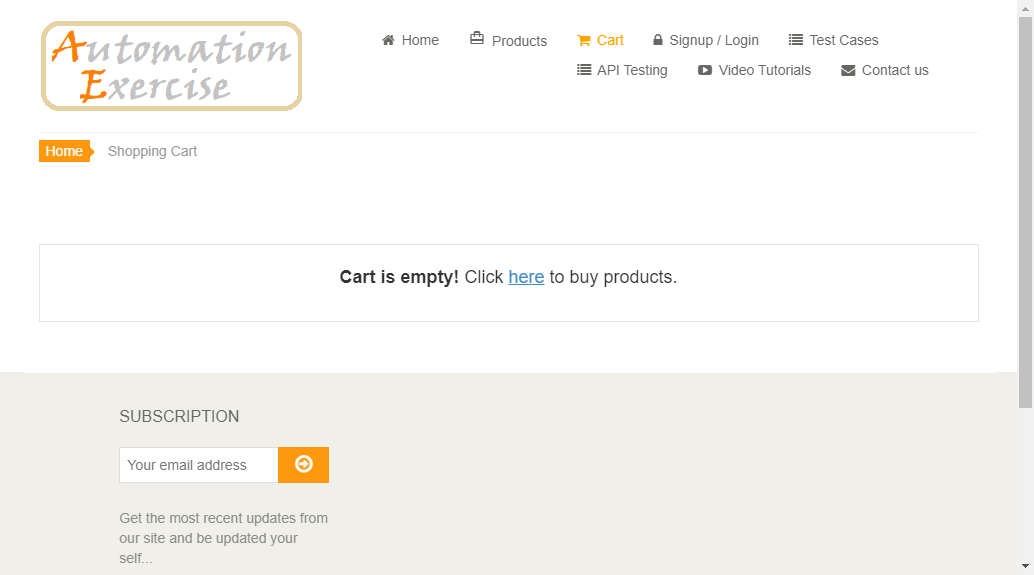 Automation
Exercise
Home Products Cart Signup / Login Test Cases
API Testing Video Tutorials Contact us
Home Shopping Cart
Cart is empty! Click here to buy products.
SUBSCRIPTION
Your email address
Get the most recent updates from
our site and be updated your
self...